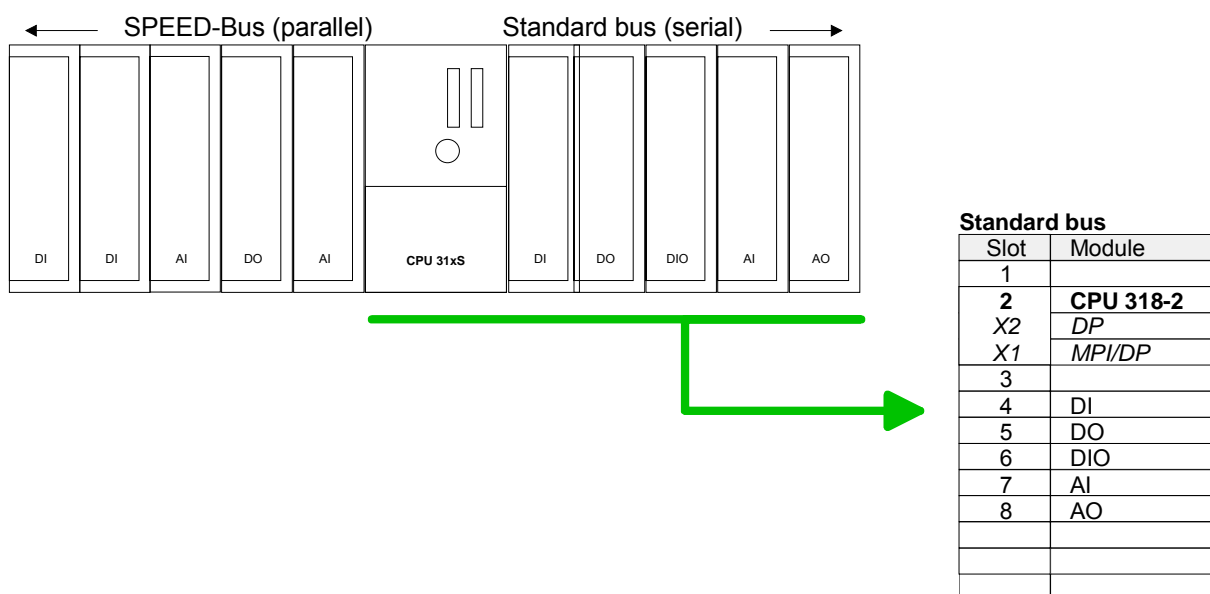 SPEED-Bus (parallel) Standard bus (serial)
DI DI AI DO AI CPU 31xS DI DO DIO AI AO
Standard bus
Slot Module
1
2 CPU 318-2
X2 DP
X1 MPI/DP
3
4 DI
5 DO
6 DIO
7 AI
8 AO